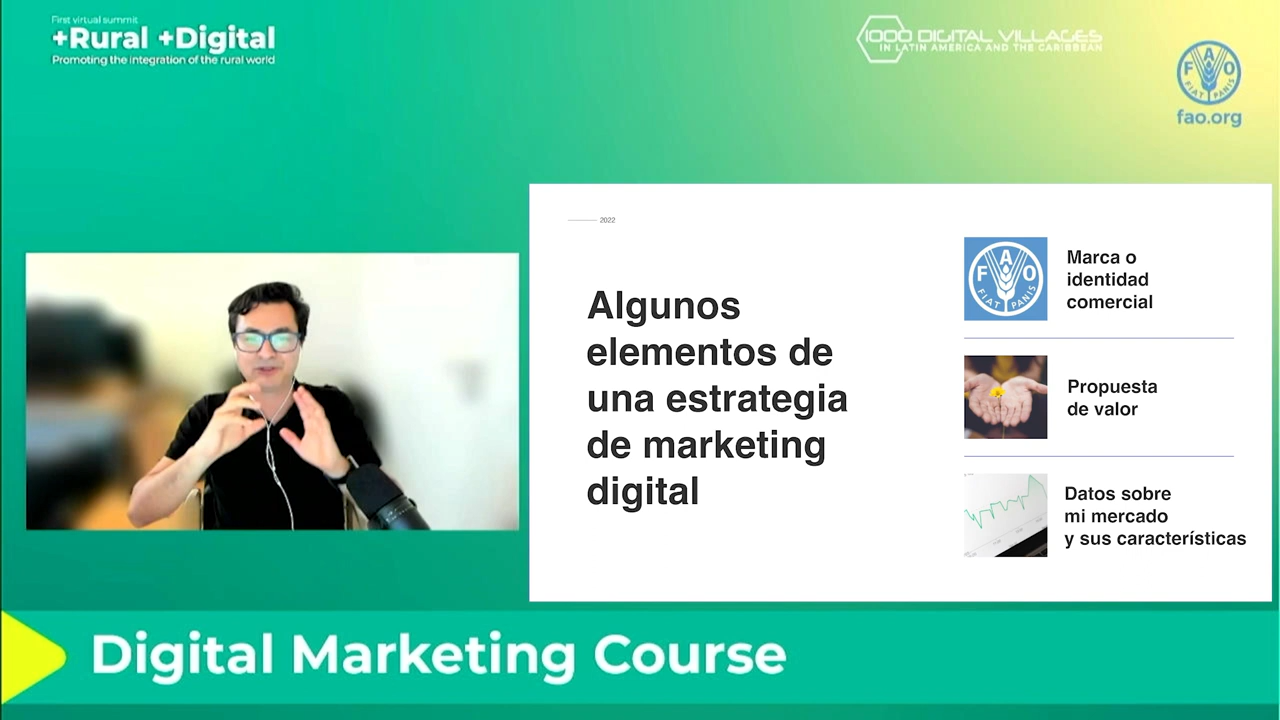 First virtual summit
+Rural +Digital
Promoting the integration of the rural world
1000 DIGITAL VILLAGES
IN LATIN AMERICA AND THE CARIBBEAN
F A O
FIAT PANIS
fao.org
2022
Algunos
elementos de
una estrategia
de marketing
digital
F A O
FIAT PANIS
Marca o
identidad
comercial
Propuesta
de valor
Datos sobre
mi mercado
y sus características
Digital Marketing Course